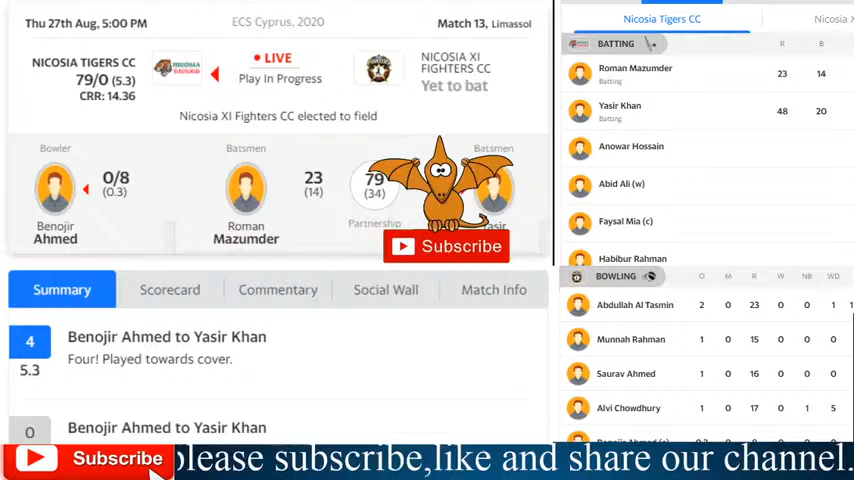 Thu 27th Aug, 5:00 PM
ECS Cyprus, 2020
Match 13, Limassol
NICOSIA TIGERS CC
79/0 (5.3)
CRR: 14.36
LIVE
Play In Progress
NICOSIA XI
FIGHTERS CC
Yet to bat
Nicosia XI Fighters CC elected to field
Bowler
0/8
(0.3)
Benojir
Ahmed
Batsmen
23
(14)
Roman
Mazumder
79
(34)
Partnership
Batsmen
Subscribe
Summary
Scorecard
Commentary
Social Wall
Match Info
4
5.3
Benojir Ahmed to Yasir Khan
Four! Played towards cover.
0
Benojir Ahmed to Yasir Khan
Nicosia Tigers CC
Nicosia X
BATTING R B
Roman Mazumder 23 14
Batting
Yasir Khan 48 20
Batting
Anowar Hossain
Abid Ali (w)
Faysal Mia (c)
Habibur Rahman
BOWLING O M R W NB WD
Abdullah Al Tasmin 2 0 23 0 0 1 1
Munnah Rahman 1 0 15 0 0 0
Saurav Ahmed 1 0 16 0 0 0
Alvi Chowdhury 1 0 17 0 1 5
Subscribe
please subscribe,like and share our channel.